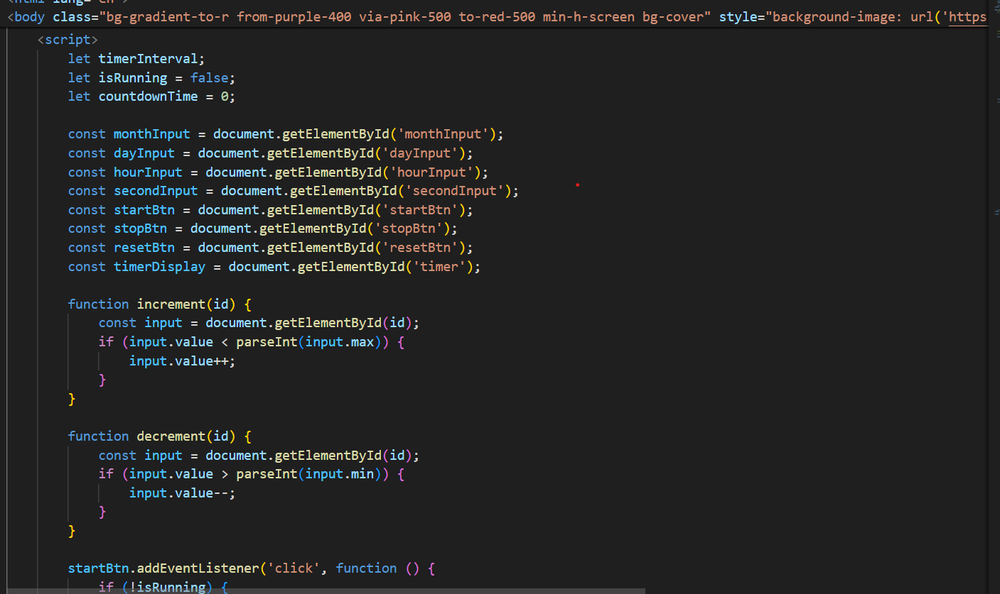 <html lang="en">
<body class="bg-gradient-to-r from-purple-400 via-pink-500 to-red-500 min-h-screen bg-cover" style="background-image: url('https
<script>
let timerInterval;
let isRunning = false;
let countdownTime = 0;
const monthInput = document.getElementById('monthInput');
const dayInput = document.getElementById('dayInput');
const hourInput = document.getElementById('hourInput');
const secondInput = document.getElementById('secondInput');
const startBtn = document.getElementById('startBtn');
const stopBtn = document.getElementById('stopBtn');
const resetBtn = document.getElementById('resetBtn');
const timerDisplay = document.getElementById('timer');
function increment(id) {
const input = document.getElementById(id);
if (input.value < parseInt(input.max)) {
input.value++;
}
}
function decrement(id) {
const input = document.getElementById(id);
if (input.value > parseInt(input.min)) {
input.value--;
}
}
startBtn.addEventListener('click', function () {
if (!isRunning) {